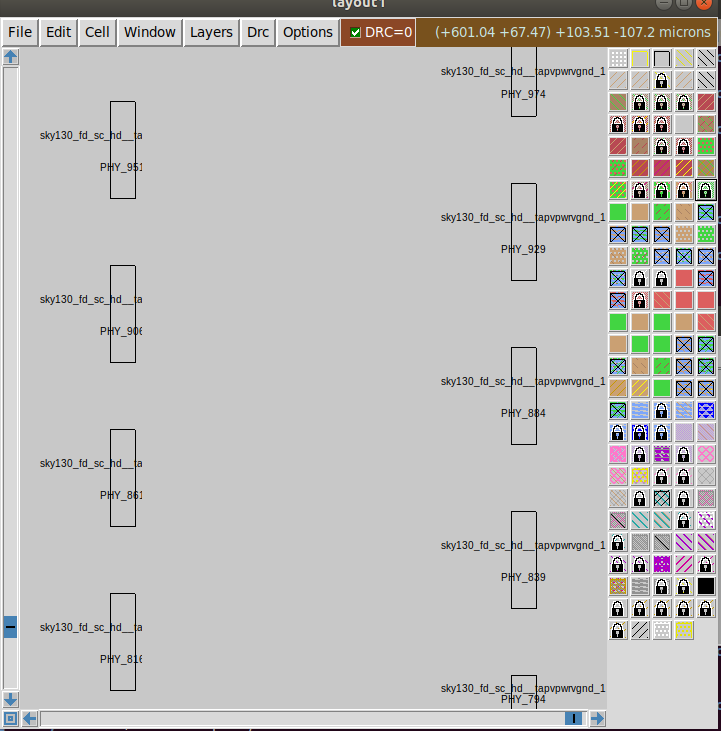 layout1
File Edit Cell Window Layers Drc Options DRC=0 (+601.04 +67.47) +103.51 -107.2 microns
sky130_fd_sc_hd__tapvpwrvgnd_1
PHY_974
sky130_fd_sc_hd__ta
PHY_951
sky130_fd_sc_hd__tapvpwrvgnd_1
PHY_929
sky130_fd_sc_hd__ta
PHY_906
sky130_fd_sc_hd__tapvpwrvgnd_1
PHY_884
sky130_fd_sc_hd__ta
PHY_861
sky130_fd_sc_hd__tapvpwrvgnd_1
PHY_839
sky130_fd_sc_hd__ta
PHY_816
sky130_fd_sc_hd__tapvpwrvgnd_1
PHY_794